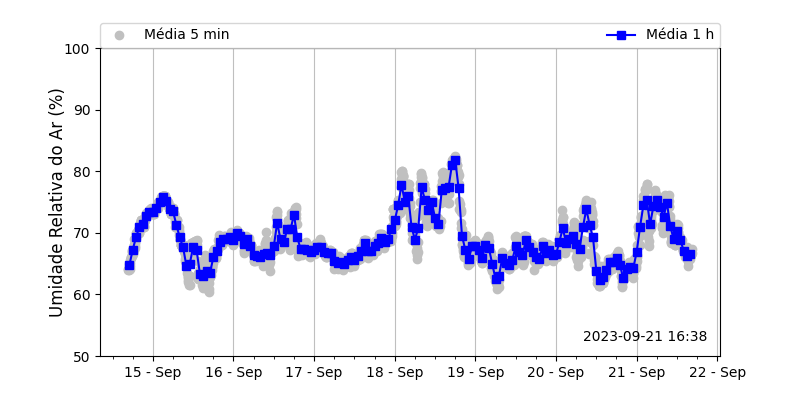 Média 5 min
Média 1 h
Umidade Relativa do Ar (%)
100
90
80
70
60
50
2023-09-21 16:38
15 - Sep
16 - Sep
17 - Sep
18 - Sep
19 - Sep
20 - Sep
21 - Sep
22 - Sep